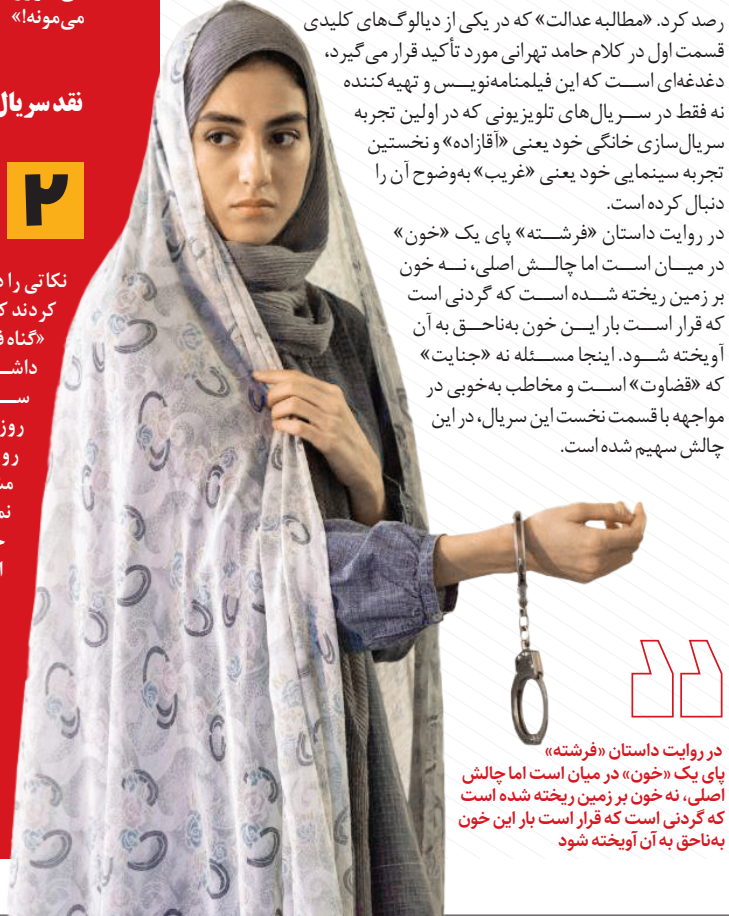 رصد کرد. «مطالبه عدالت» که در یکی از دیالوگ‌های کلیدی
قسمت اول در کلام حامد تهرانی مورد تأکید قرار می‌گیرد،
دغدغه‌ای است که این فیلمنامه‌نویس و تهیه‌کننده
نه فقط در سریال‌های تلویزیونی که در اولین تجربه
سریال‌سازی خانگی خود یعنی «آقازاده» و نخستین
تجربه سینمایی خود یعنی «غریب» به‌وضوح آن را
دنبال کرده است.
در روایت داستان «فرشته» پای یک «خون»
در میان است اما چالش اصلی، نه خون
بر زمین ریخته شده است که گردنی است
که قرار است بار این خون به‌ناحق به آن
آویخته شود. اینجا مسئله نه «جنایت»
که «قضاوت» است و مخاطب به‌خوبی در
مواجهه با قسمت نخست این سریال، در این
چالش سهیم شده است.
در روایت داستان «فرشته»
پای یک «خون» در میان است اما چالش
اصلی، نه خون بر زمین ریخته شده است
که گردنی است که قرار است بار این خون
به‌ناحق به آن آویخته شود
می‌مونه!»
نقد سریال
۲
نکاتی را
کردند
«گناه
روز